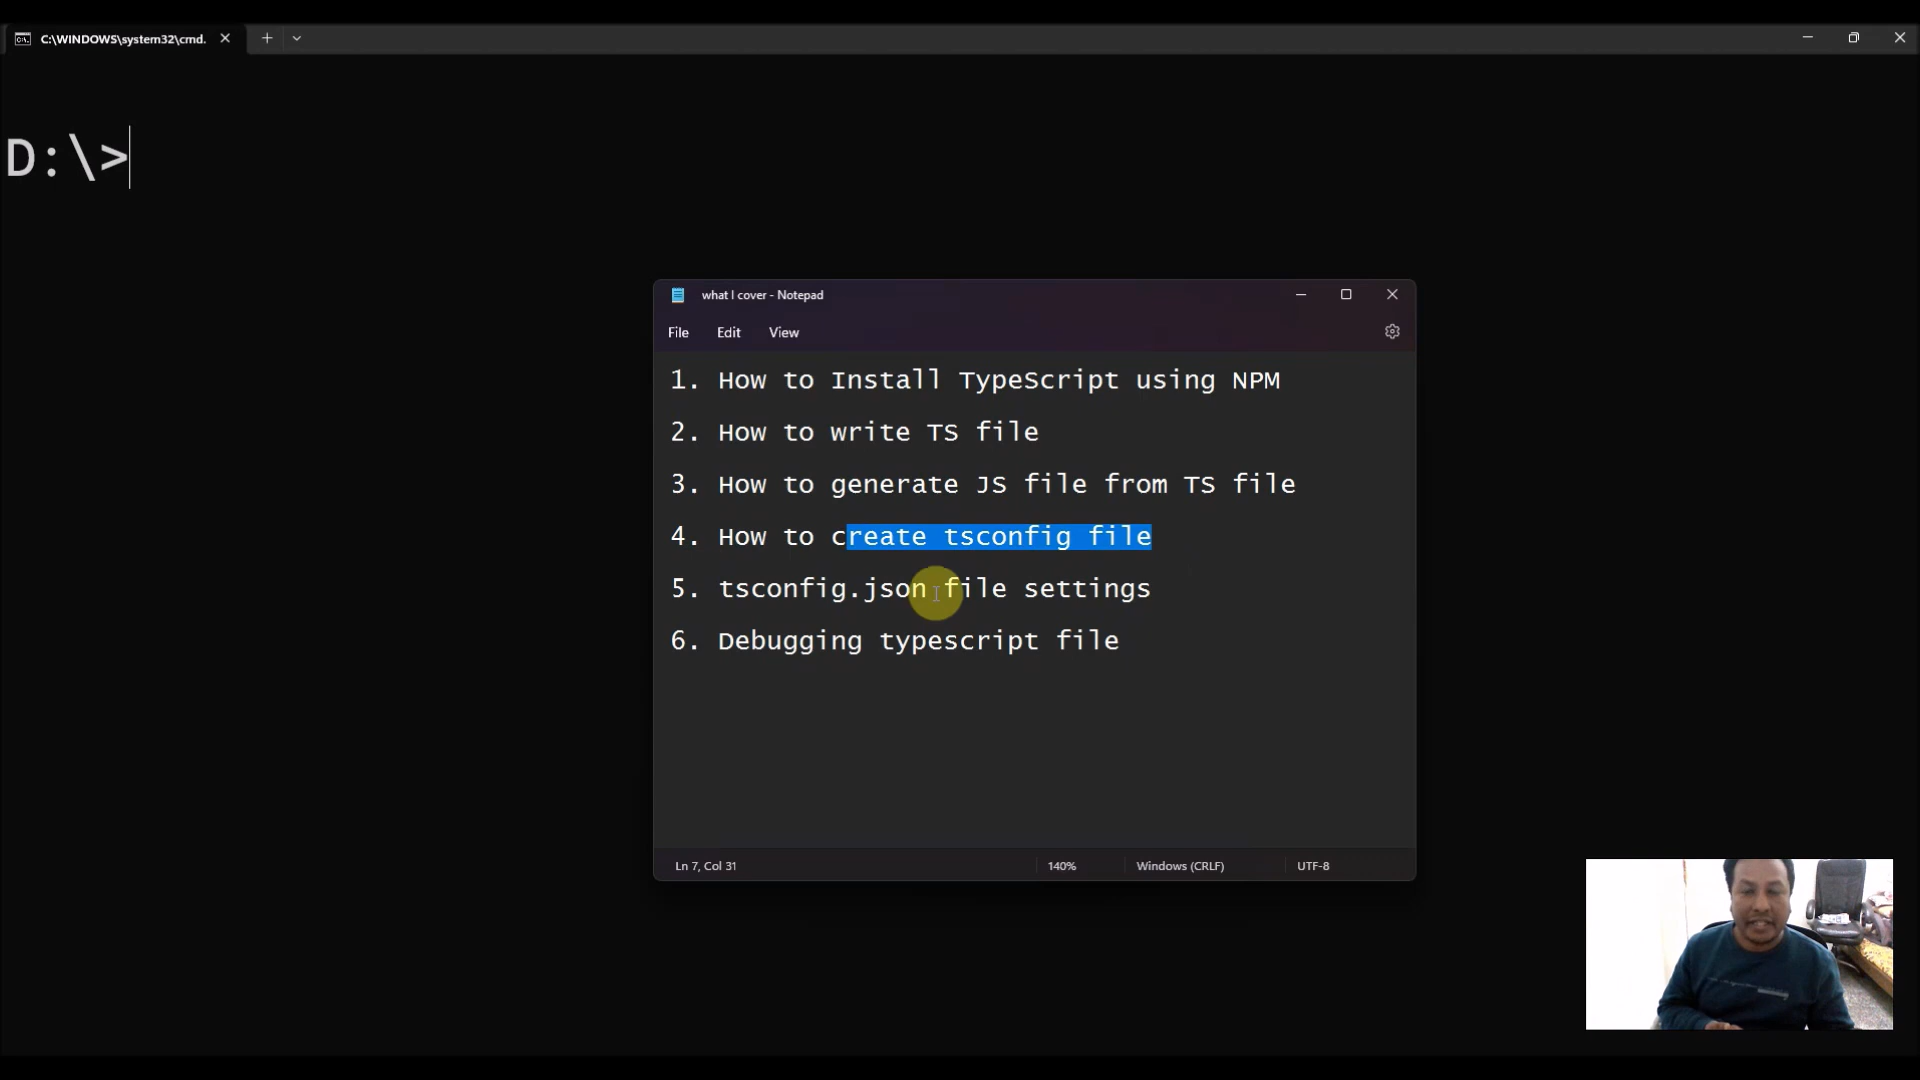 C:\WINDOWS\system32\cmd.
D:\>
what I cover - Notepad
File Edit View
1. How to Install TypeScript using NPM
2. How to write TS file
3. How to generate JS file from TS file
4. How to create tsconfig file
5. tsconfig.json file settings
6. Debugging typescript file
Ln 7, Col 31 140% Windows (CRLF) UTF-8